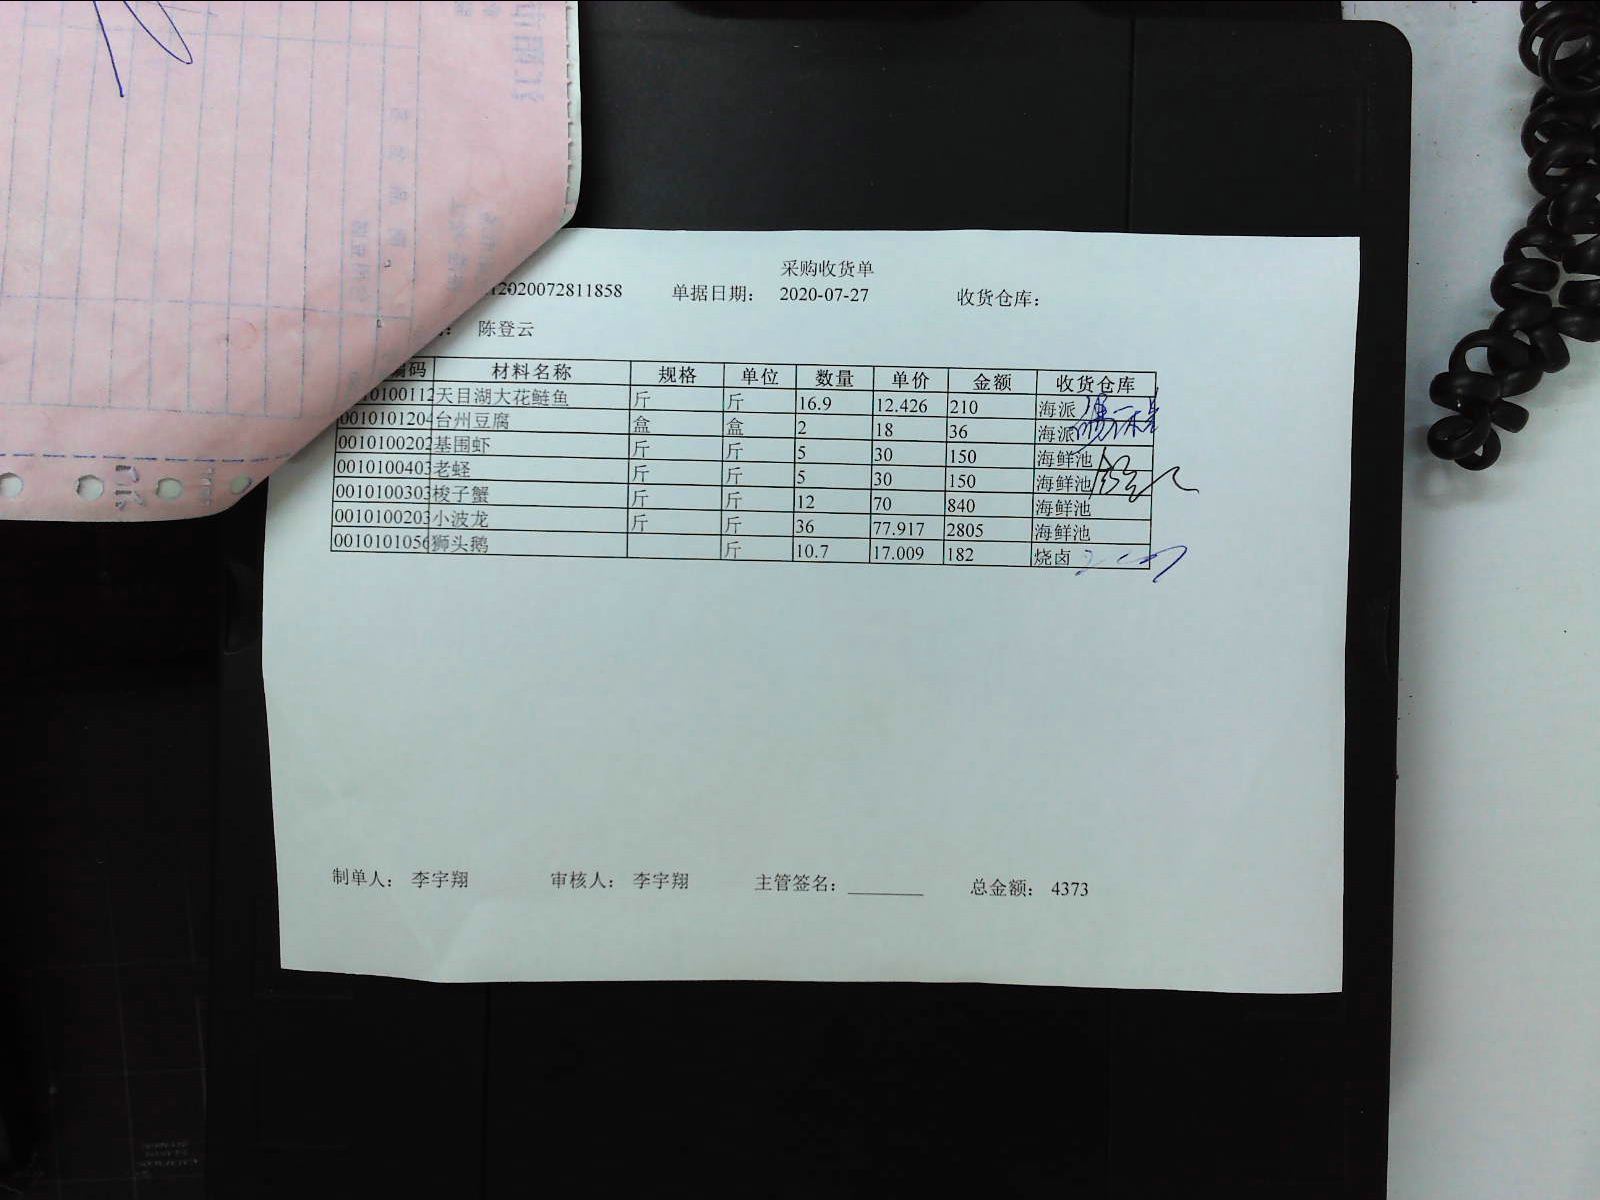 采购收货单
12020072811858 单据日期： 2020-07-27 收货仓库：
： 陈登云
编码 材料名称 规格 单位 数量 单价 金额 收货仓库
010100112 天目湖大花鲢鱼 斤 斤 16.9 12.426 210 海派
0010101204 台州豆腐 盒 盒 2 18 36 海派
0010100202 基围虾 斤 斤 5 30 150 海鲜池
0010100403 老蛏 斤 斤 5 30 150 海鲜池
0010100303 梭子蟹 斤 斤 12 70 840 海鲜池
0010100203 小波龙 斤 斤 36 77.917 2805 海鲜池
0010101056 狮头鹅 斤 10.7 17.009 182 烧卤
制单人： 李宇翔 审核人： 李宇翔 主管签名： 总金额： 4373